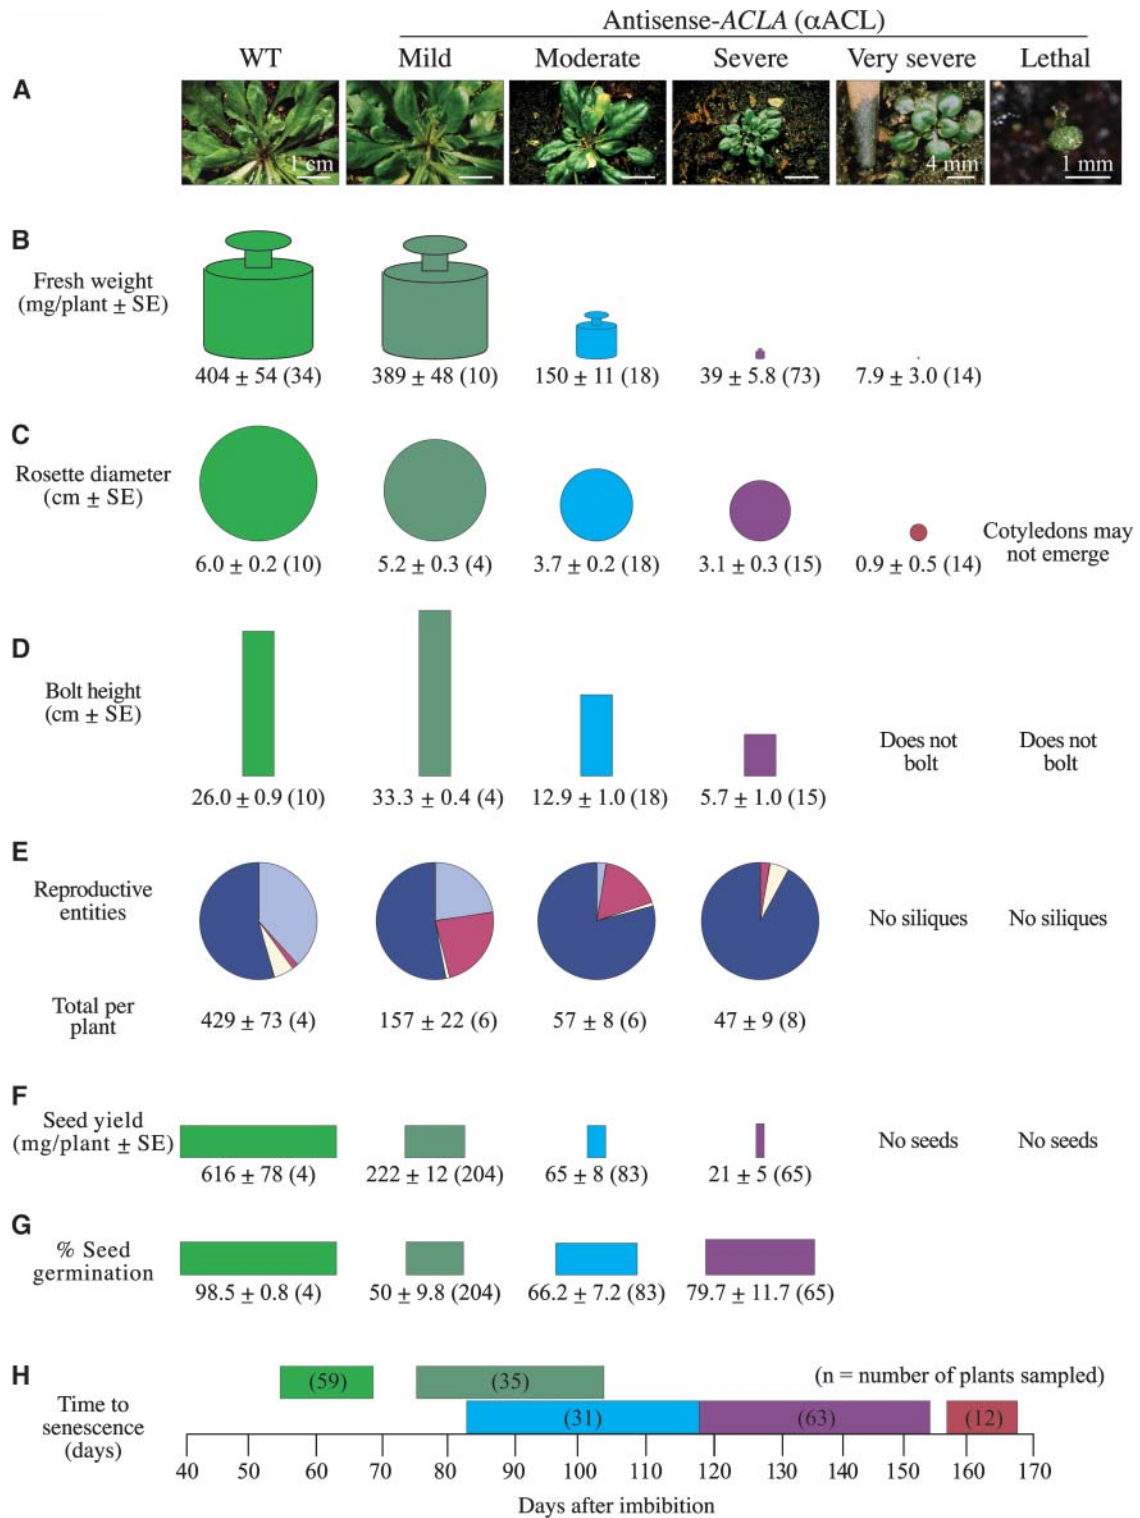 Antisense-ACLA (αACL)
WT Mild Moderate Severe Very severe Lethal
A
1 cm 4 mm 1 mm
B
Fresh weight
(mg/plant ± SE)
404 ± 54 (34) 389 ± 48 (10) 150 ± 11 (18) 39 ± 5.8 (73) 7.9 ± 3.0 (14)
C
Rosette diameter
(cm ± SE)
Cotyledons may
not emerge
6.0 ± 0.2 (10) 5.2 ± 0.3 (4) 3.7 ± 0.2 (18) 3.1 ± 0.3 (15) 0.9 ± 0.5 (14)
D
Bolt height
(cm ± SE)
Does not Does not
bolt bolt
26.0 ± 0.9 (10) 33.3 ± 0.4 (4) 12.9 ± 1.0 (18) 5.7 ± 1.0 (15)
E
Reproductive
entities
No siliques No siliques
Total per
plant
429 ± 73 (4) 157 ± 22 (6) 57 ± 8 (6) 47 ± 9 (8)
F
Seed yield
(mg/plant ± SE)
No seeds No seeds
616 ± 78 (4) 222 ± 12 (204) 65 ± 8 (83) 21 ± 5 (65)
G
% Seed
germination
98.5 ± 0.8 (4) 50 ± 9.8 (204) 66.2 ± 7.2 (83) 79.7 ± 11.7 (65)
H
(59) (35) (n = number of plants sampled)
Time to
senescence
(days)
(31) (63) (12)
40 50 60 70 80 90 100 110 120 130 140 150 160 170
Days after imbibition